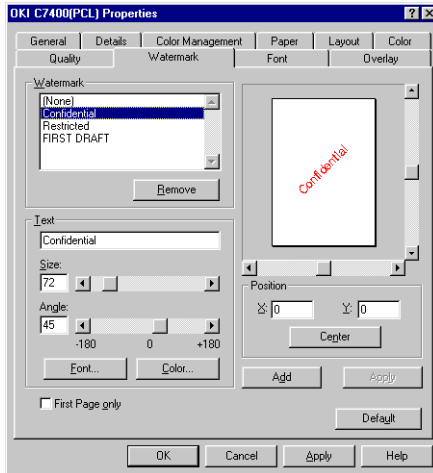 OKI C7400(PCL) Properties
General Details Color Management Paper Layout Color
Quality Watermark Font Overlay
Watermark
(None)
Confidential
Restricted
FIRST DRAFT
Remove
Confidential
Text
Confidential
Size:
72
Angle:
45
-180 0 +180
Font... Color...
Position
X: 0 Y: 0
Center
Add Apply
First Page only
Default
OK Cancel Apply Help